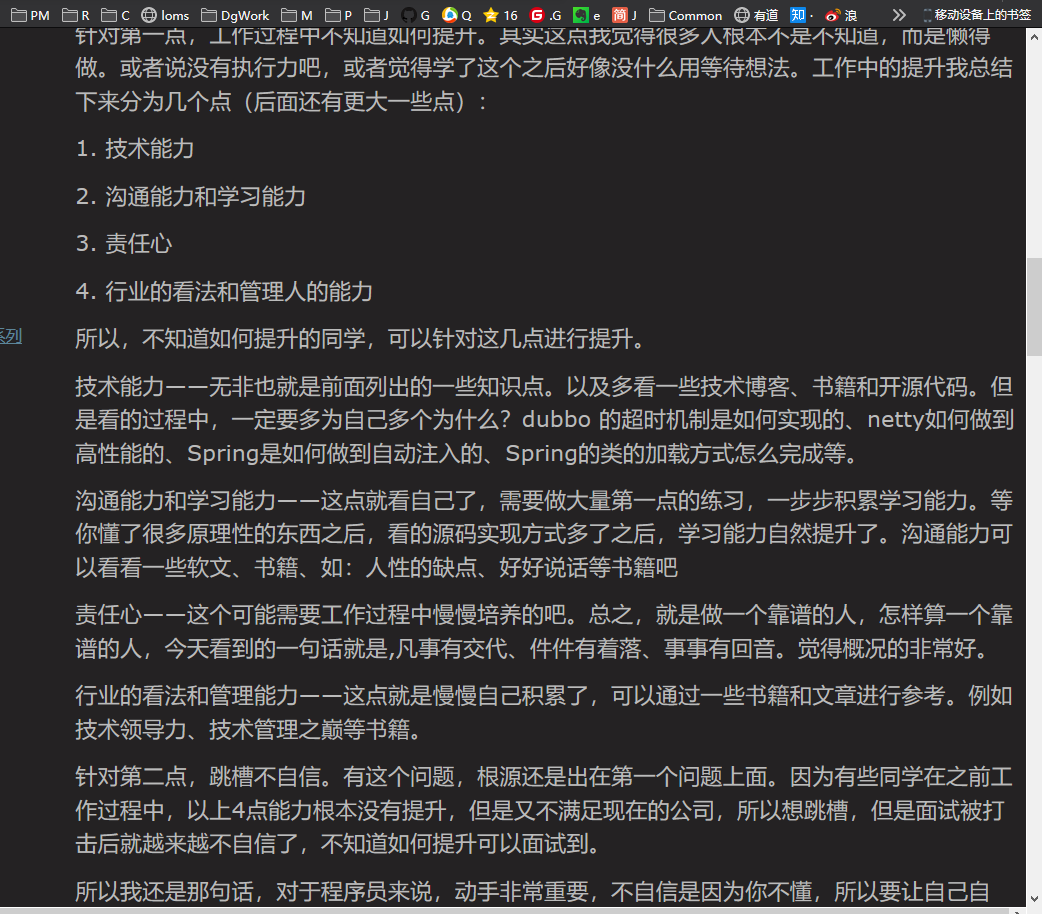 PM R C loms DgWork M P J G Q 16 .G e 简 J Common 有道 知 · 浪 移动设备上的书签
针对第一点，工作过程中不知道如何提升。其实这点我觉得很多人根本不是不知道，而是懒得
做。或者说没有执行力吧，或者觉得学了这个之后好像没什么用等待想法。工作中的提升我总结
下来分为几个点（后面还有更大一些点）：
1. 技术能力
2. 沟通能力和学习能力
3. 责任心
4. 行业的看法和管理人的能力
系列
所以，不知道如何提升的同学，可以针对这几点进行提升。
技术能力——无非也就是前面列出的一些知识点。以及多看一些技术博客、书籍和开源代码。但
是看的过程中，一定要多为自己多个为什么？dubbo 的超时机制是如何实现的、netty如何做到
高性能的、Spring是如何做到自动注入的、Spring的类的加载方式怎么完成等。
沟通能力和学习能力——这点就看自己了，需要做大量第一点的练习，一步步积累学习能力。等
你懂了很多原理性的东西之后，看的源码实现方式多了之后，学习能力自然提升了。沟通能力可
以看看一些软文、书籍、如：人性的缺点、好好说话等书籍吧
责任心——这个可能需要工作过程中慢慢培养的吧。总之，就是做一个靠谱的人，怎样算一个靠
谱的人，今天看到的一句话就是,凡事有交代、件件有着落、事事有回音。觉得概况的非常好。
行业的看法和管理能力——这点就是慢慢自己积累了，可以通过一些书籍和文章进行参考。例如
技术领导力、技术管理之巅等书籍。
针对第二点，跳槽不自信。有这个问题，根源还是出在第一个问题上面。因为有些同学在之前工
作过程中，以上4点能力根本没有提升，但是又不满足现在的公司，所以想跳槽，但是面试被打
击后就越来越不自信了，不知道如何提升可以面试到。
所以我还是那句话，对于程序员来说，动手非常重要，不自信是因为你不懂，所以要让自己自